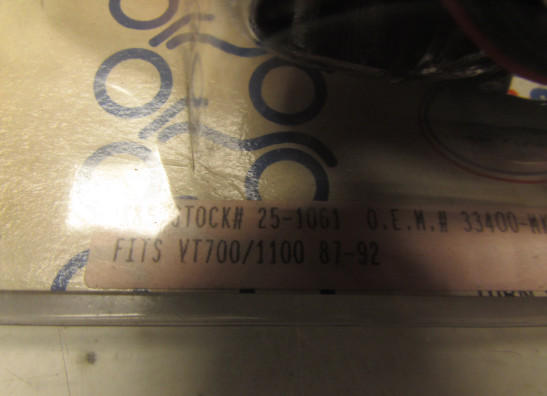 STOCK# 25-1061 O.E.M.# 33400-M
FITS VT700/1100 87-92